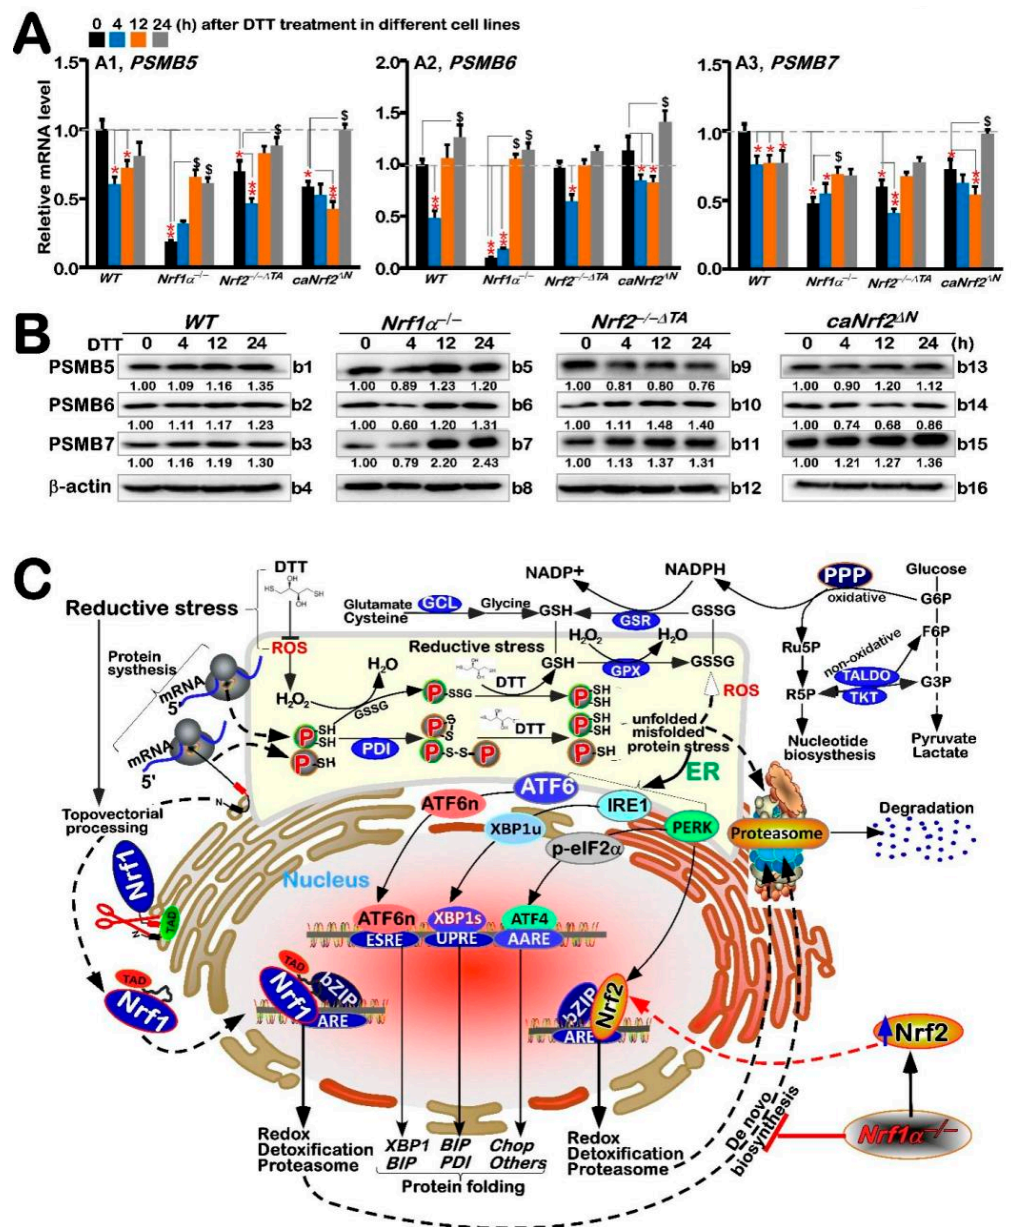 A
0 4 12 24 (h) after DTT treatment in different cell lines
Reletive mRNA level
A1, PSMB5
1.5
1.0
0.5
0.0
* * * ** $ $ * ** $ * ** $
WT Nrf1α−/− Nrf2−/−ΔTA caNrf2ΔN
A2, PSMB6
2.0
1.5
1.0
0.5
0.0
** $ ** ** $ $ ** * ** $
WT Nrf1α−/− Nrf2−/−ΔTA caNrf2ΔN
A3, PSMB7
1.5
1.0
0.5
0.0
* * * * * $ * ** * ** $
WT Nrf1α−/− Nrf2−/−ΔTA caNrf2ΔN
B
WT Nrf1α−/− Nrf2−/−ΔTA caNrf2ΔN
DTT 0 4 12 24 0 4 12 24 0 4 12 24 0 4 12 24 (h)
PSMB5 b1 b5 b9 b13
1.00 1.09 1.16 1.35 1.00 0.89 1.23 1.20 1.00 0.81 0.80 0.76 1.00 0.90 1.20 1.12
PSMB6 b2 b6 b10 b14
1.00 1.11 1.17 1.23 1.00 0.60 1.20 1.31 1.00 1.11 1.48 1.40 1.00 0.74 0.68 0.86
PSMB7 b3 b7 b11 b15
1.00 1.16 1.19 1.30 1.00 0.79 2.20 2.43 1.00 1.13 1.37 1.31 1.00 1.21 1.27 1.36
β-actin b4 b8 b12 b16
C
DTT
OH
HS
SH
OH
Reductive stress
ROS
Protein
systhesis
mRNA
5'
mRNA
5'
N
Topovectorial
processing
Glutamate
Cysteine
GCL
Glycine
GSH
NADP+
NADPH
GSR
GSSG
H2O2
H2O
GSH
GPX
GSSG
PPP
oxidative
Glucose
G6P
Ru5P
F6P
non-oxidative
TALDO
TKT
R5P
G3P
Nucleotide
biosynthesis
Pyruvate
Lactate
Reductive stress
H2O2
H2O
GSSG
P SH
SH
P SH
P SSG
DTT
P SH
SH
PDI
P S
S
P S-S P
DTT
P SH
SH
P SH
ROS
unfolded
misfolded
protein stress
ER
ATF6
ATF6n
IRE1
XBP1u
PERK
p-eIF2α
Proteasome
Degradation
Nucleus
Nrf1
TAD
N
TAD
Nrf1
ATF6n
ESRE
XBP1s
UPRE
ATF4
AARE
TAD
Nrf1
bZIP
ARE
bZIP
Nrf2
ARE
Nrf2
Nrf1α−/−
De novo
biosynthesis
Redox
Detoxification
Proteasome
XBP1
BIP
BIP
PDI
Chop
Others
Protein folding
Redox
Detoxification
Proteasome